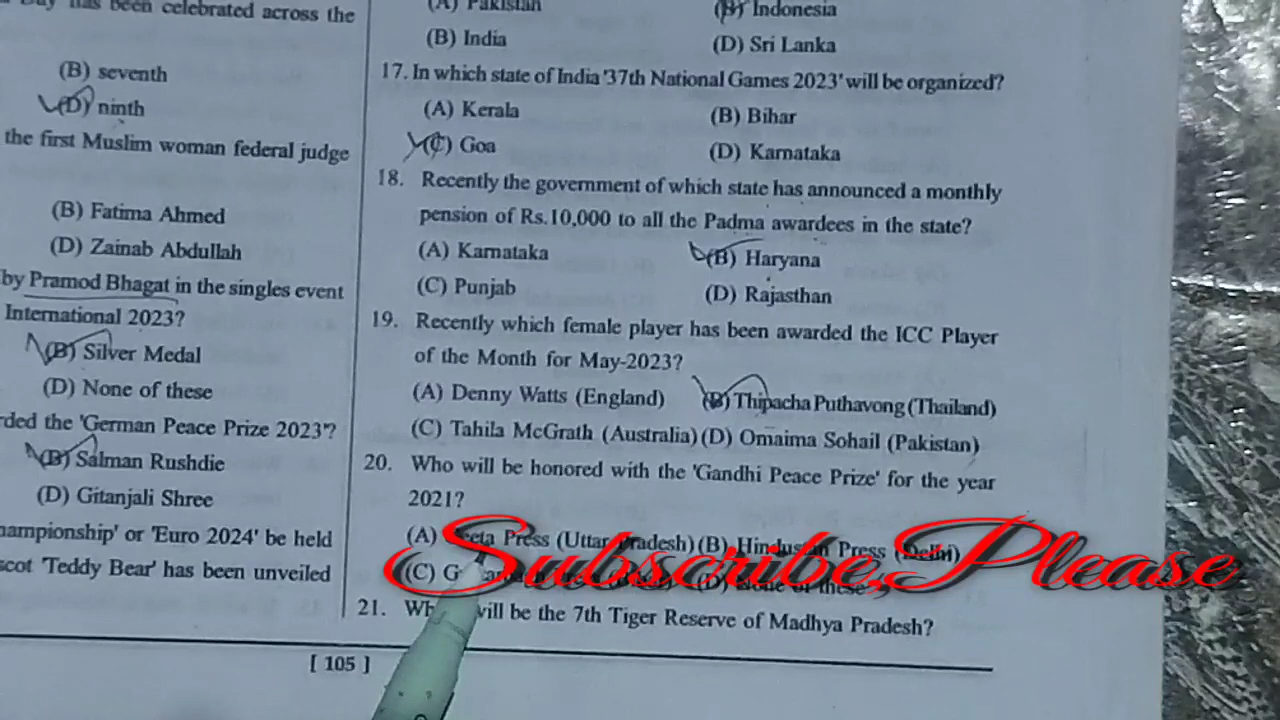 Day has been celebrated across the
(B) seventh
(D) ninth
the first Muslim woman federal judge
(B) Fatima Ahmed
(D) Zainab Abdullah
by Pramod Bhagat in the singles event
International 2023?
(B) Silver Medal
(D) None of these
rded the 'German Peace Prize 2023'?
(B) Salman Rushdie
(D) Gitanjali Shree
hampionship' or 'Euro 2024' be held
scot 'Teddy Bear' has been unveiled
(A) Pakistan (B) Indonesia
(B) India (D) Sri Lanka
17. In which state of India '37th National Games 2023' will be organized?
(A) Kerala (B) Bihar
(C) Goa (D) Karnataka
18. Recently the government of which state has announced a monthly
pension of Rs.10,000 to all the Padma awardees in the state?
(A) Karnataka (B) Haryana
(C) Punjab (D) Rajasthan
19. Recently which female player has been awarded the ICC Player
of the Month for May-2023?
(A) Denny Watts (England) (B) Thipacha Puthavong (Thailand)
(C) Tahila McGrath (Australia) (D) Omaima Sohail (Pakistan)
20. Who will be honored with the 'Gandhi Peace Prize' for the year
2021?
(A) eeta Press (Uttar Pradesh) (B) Hindustan Press (Delhi)
(C) G (D) None of these
Subscribe,Please
21. Wh will be the 7th Tiger Reserve of Madhya Pradesh?
[ 105 ]